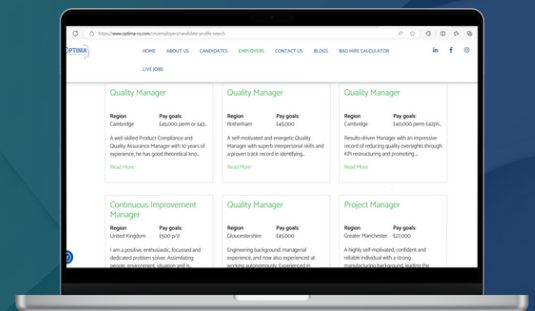 https://www.optima-rs.com/en/employers/candidate-profile-search
OPTIMA
HOME ABOUT US CANDIDATES EMPLOYERS CONTACT US BLOGS BAD HIRE CALCULATOR
LIVE JOBS
Quality Manager
Region Pay goals:
Cambridge £45,000 perm or £45...
A well skilled Product Compliance and
Quality Assurance Manager with 10 years of
experience, he has good theoretical kno...
Read More
Quality Manager
Region Pay goals:
Rotherham £45,000
A self-motivated and energetic Quality
Manager with superb interpersonal skills and
a proven track record in identifying...
Read More
Quality Manager
Region Pay goals:
Cambridge £40,000 perm
Results-driven Manager with an impressive
record of reducing quality oversights through
KPI restructuring and promoting ...
Read More
Continuous Improvement
Manager
Region Pay goals:
United Kingdom £500 p/d
I am a positive, enthusiastic, focussed and
dedicated problem solver. Assimilating
people, environment, situation and is...
Quality Manager
Region Pay goals:
Gloucestershire £45,000
Engineering background, managerial
experience, and now also experienced at
working autonomously. Experienced in
Project Manager
Region Pay goals:
Greater Manchester £27,000
A highly self-motivated, confident and
reliable individual with a strong
manufacturing background, leading the